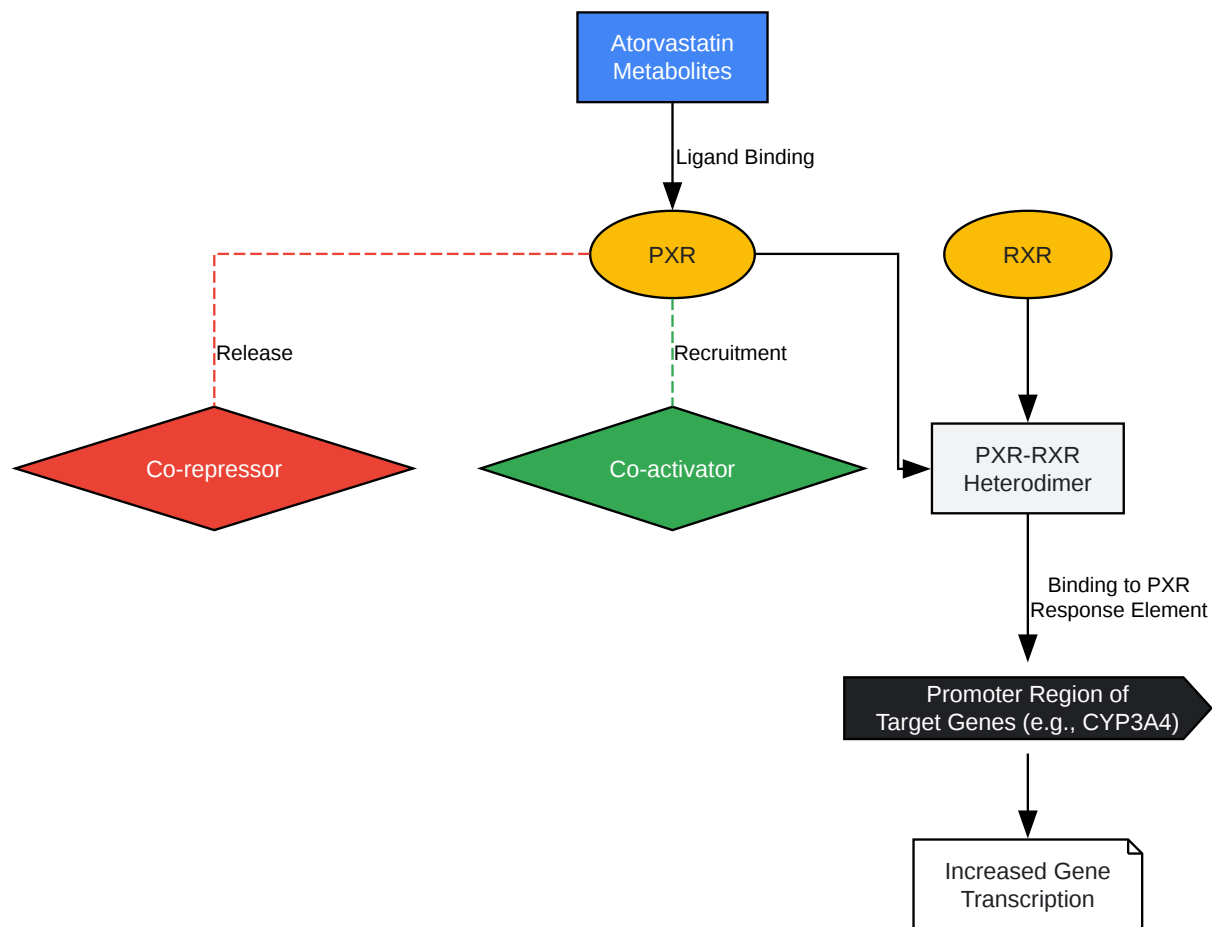 Atorvastatin
Metabolites
Ligand Binding
PXR
RXR
Release
Recruitment
Co-repressor
Co-activator
PXR-RXR
Heterodimer
Binding to PXR
Response Element
Promoter Region of
Target Genes (e.g., CYP3A4)
Increased Gene
Transcription